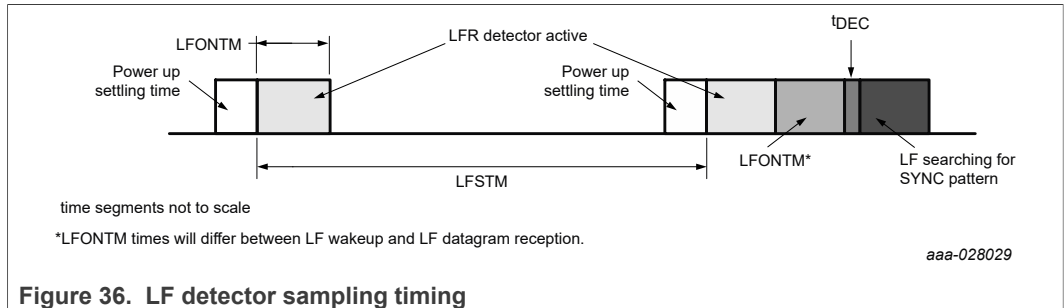 tDEC
LFONTM
LFR detector active
Power up
settling time
Power up
settling time
LFONTM*
LF searching for
SYNC pattern
LFSTM
time segments not to scale
*LFONTM times will differ between LF wakeup and LF datagram reception.
aaa-028029
Figure 36. LF detector sampling timing